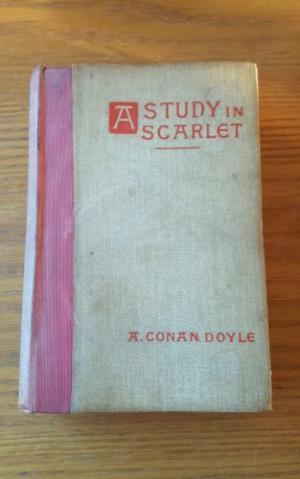 A STUDY IN
SCARLET
A. CONAN DOYLE